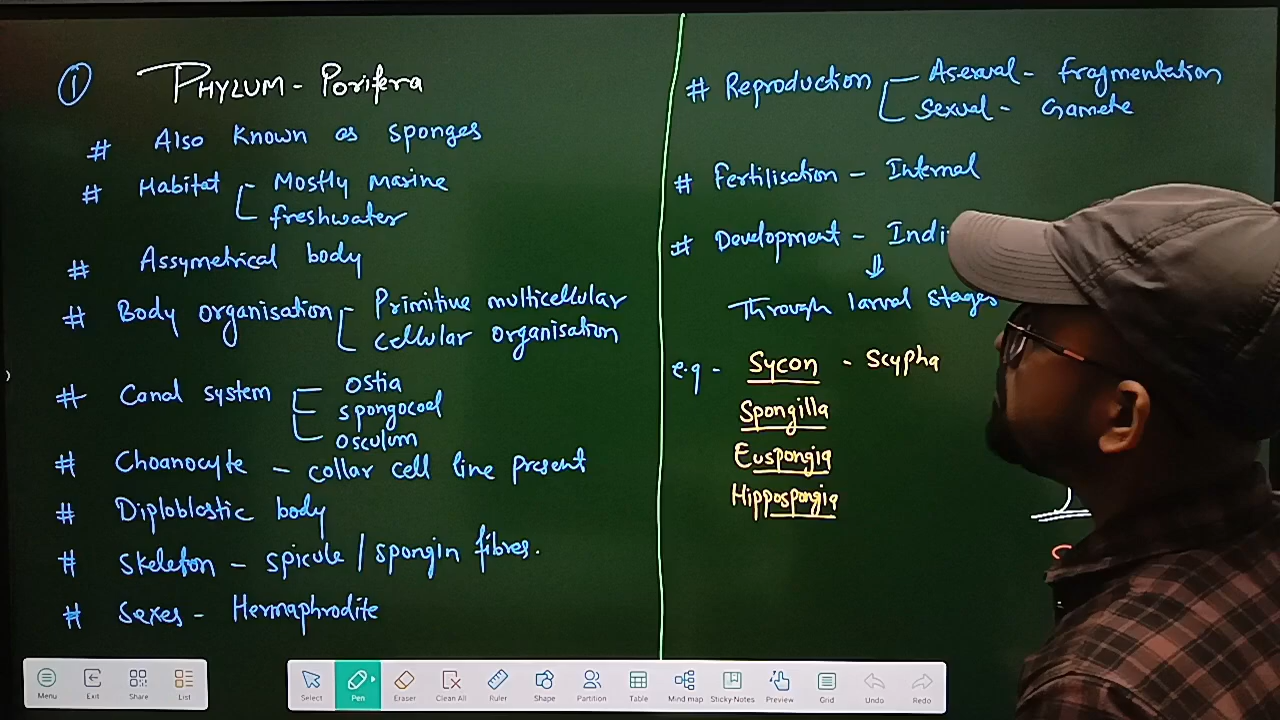 ① PHYLUM - Porifera
# Also Known as sponges
# Habitat - Mostly marine
freshwater
# Assymetrical body
# Body organisation - Primitive multicellular
cellular organisation
# Canal system - ostia
spongocoel
osculum
# Choanocyte - collar cell line present
# Diploblastic body
# Skeleton - spicule / spongin fibres.
# Sexes - Hermaphrodite
# Reproduction - Asexual - fragmentation
Sexual - Gamete
# Fertilisation - Internal
# Development - Indi
⇓
Through larval stages
e.g - Sycon - Scypha
Spongilla
Euspongia
Hippospongia
Menu Exit Share List Select Pen Eraser Clean All Ruler Shape Partition Table Mind map Sticky Notes Preview Grid Undo Redo